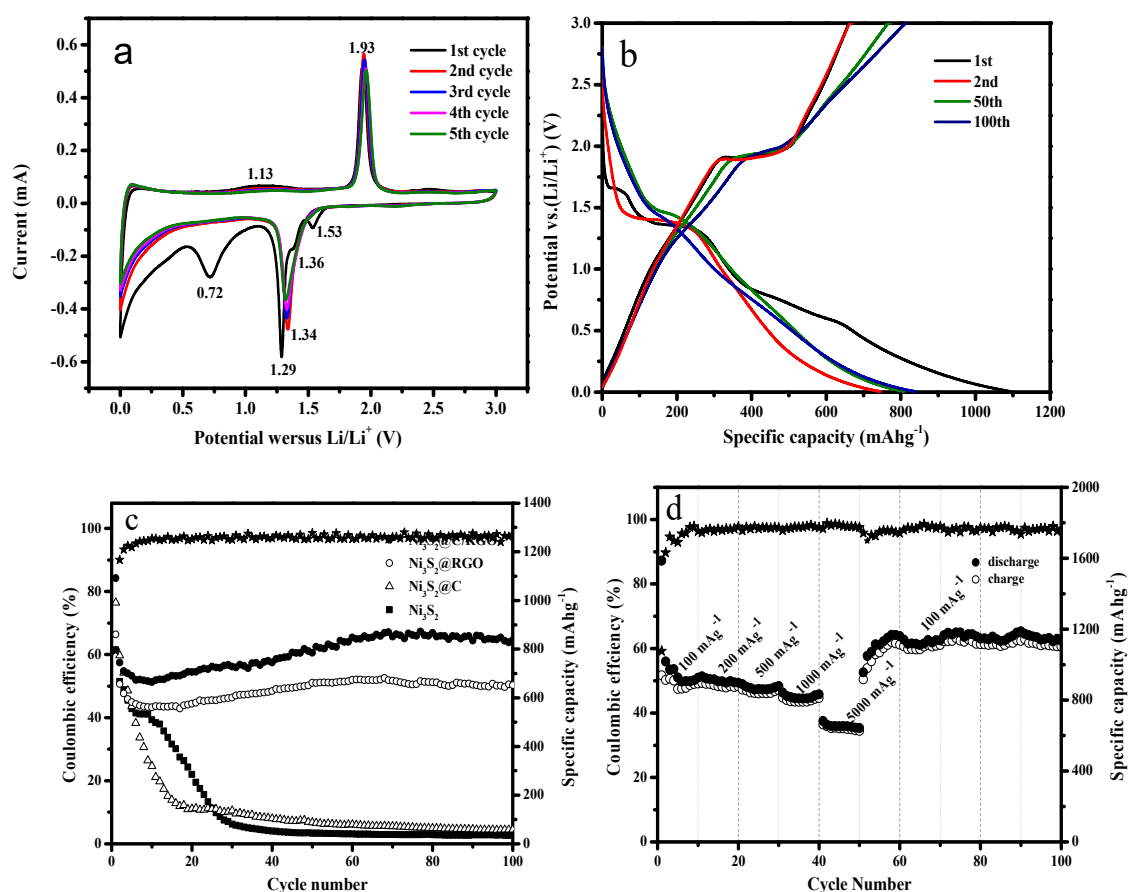 a
1st cycle
2nd cycle
3rd cycle
4th cycle
5th cycle
1.93
1.13
1.53
1.36
0.72
1.34
1.29
0.6
0.4
0.2
0.0
-0.2
-0.4
-0.6
Current (mA)
0.0 0.5 1.0 1.5 2.0 2.5 3.0
Potential wersus Li/Li⁺ (V)
b
1st
2nd
50th
100th
3.0
2.5
2.0
1.5
1.0
0.5
0.0
Potential vs.(Li/Li⁺) (V)
0 200 400 600 800 1000 1200
Specific capacity (mAhg⁻¹)
c
Ni₃S₂@RGO
Ni₃S₂@C
Ni₃S₂
100
80
60
40
20
0
Coulombic efficiency (%)
1400
1200
1000
800
600
400
200
0
Specific capacity (mAhg⁻¹)
0 20 40 60 80 100
Cycle number
d
discharge
charge
100 mAg⁻¹
200 mAg⁻¹
500 mAg⁻¹
1000 mAg⁻¹
5000 mAg⁻¹
100 mAg⁻¹
100
80
60
40
20
0
Coulombic effciency (%)
2000
1600
1200
800
400
0
Specific capacity (mAhg⁻¹)
0 20 40 60 80 100
Cycle Number